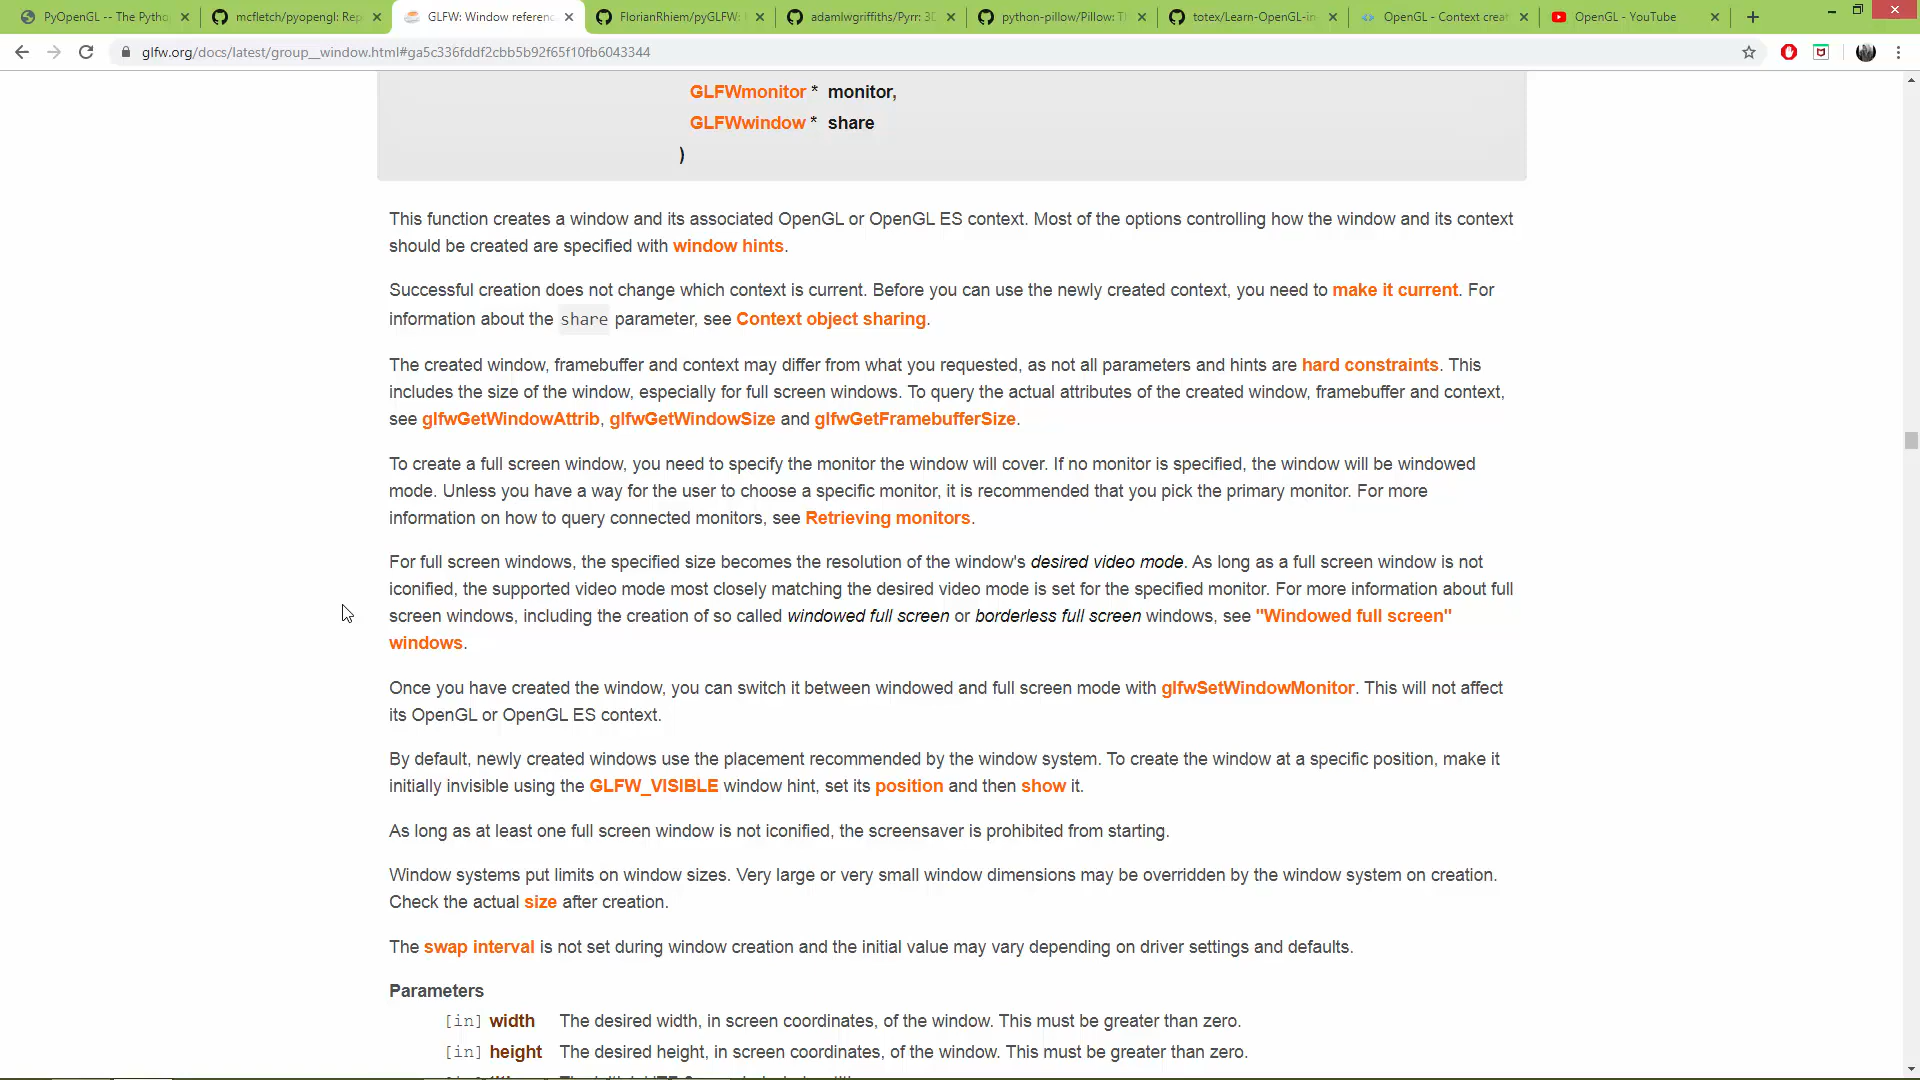 PyOpenGL -- The Pytho
mcfletch/pyopengl: Rep
GLFW: Window referenc
FlorianRhiem/pyGLFW:
adamlwgriffiths/Pyrr: 3D
python-pillow/Pillow: Th
totex/Learn-OpenGL-in
OpenGL - Context creat
OpenGL - YouTube
glfw.org/docs/latest/group__window.html#ga5c336fddf2cbb5b92f65f10fb6043344
GLFWmonitor * monitor,
GLFWwindow * share
)
This function creates a window and its associated OpenGL or OpenGL ES context. Most of the options controlling how the window and its context
should be created are specified with window hints.
Successful creation does not change which context is current. Before you can use the newly created context, you need to make it current. For
information about the share parameter, see Context object sharing.
The created window, framebuffer and context may differ from what you requested, as not all parameters and hints are hard constraints. This
includes the size of the window, especially for full screen windows. To query the actual attributes of the created window, framebuffer and context,
see glfwGetWindowAttrib, glfwGetWindowSize and glfwGetFramebufferSize.
To create a full screen window, you need to specify the monitor the window will cover. If no monitor is specified, the window will be windowed
mode. Unless you have a way for the user to choose a specific monitor, it is recommended that you pick the primary monitor. For more
information on how to query connected monitors, see Retrieving monitors.
For full screen windows, the specified size becomes the resolution of the window's desired video mode. As long as a full screen window is not
iconified, the supported video mode most closely matching the desired video mode is set for the specified monitor. For more information about full
screen windows, including the creation of so called windowed full screen or borderless full screen windows, see "Windowed full screen"
windows.
Once you have created the window, you can switch it between windowed and full screen mode with glfwSetWindowMonitor. This will not affect
its OpenGL or OpenGL ES context.
By default, newly created windows use the placement recommended by the window system. To create the window at a specific position, make it
initially invisible using the GLFW_VISIBLE window hint, set its position and then show it.
As long as at least one full screen window is not iconified, the screensaver is prohibited from starting.
Window systems put limits on window sizes. Very large or very small window dimensions may be overridden by the window system on creation.
Check the actual size after creation.
The swap interval is not set during window creation and the initial value may vary depending on driver settings and defaults.
Parameters
[in] width The desired width, in screen coordinates, of the window. This must be greater than zero.
[in] height The desired height, in screen coordinates, of the window. This must be greater than zero.